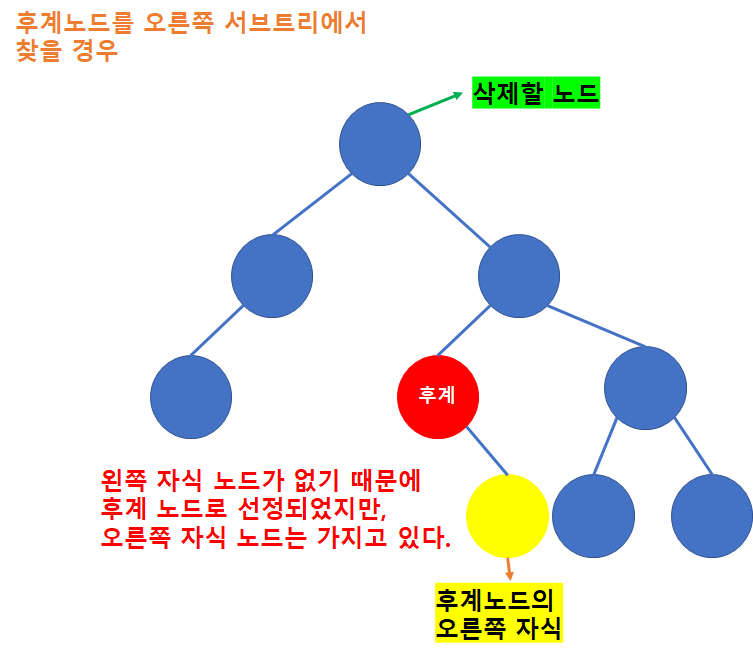 후계노드를 오른쪽 서브트리에서
찾을 경우
삭제할 노드
후계
왼쪽 자식 노드가 없기 때문에
후계 노드로 선정되었지만,
오른쪽 자식 노드는 가지고 있다.
후계노드의
오른쪽 자식